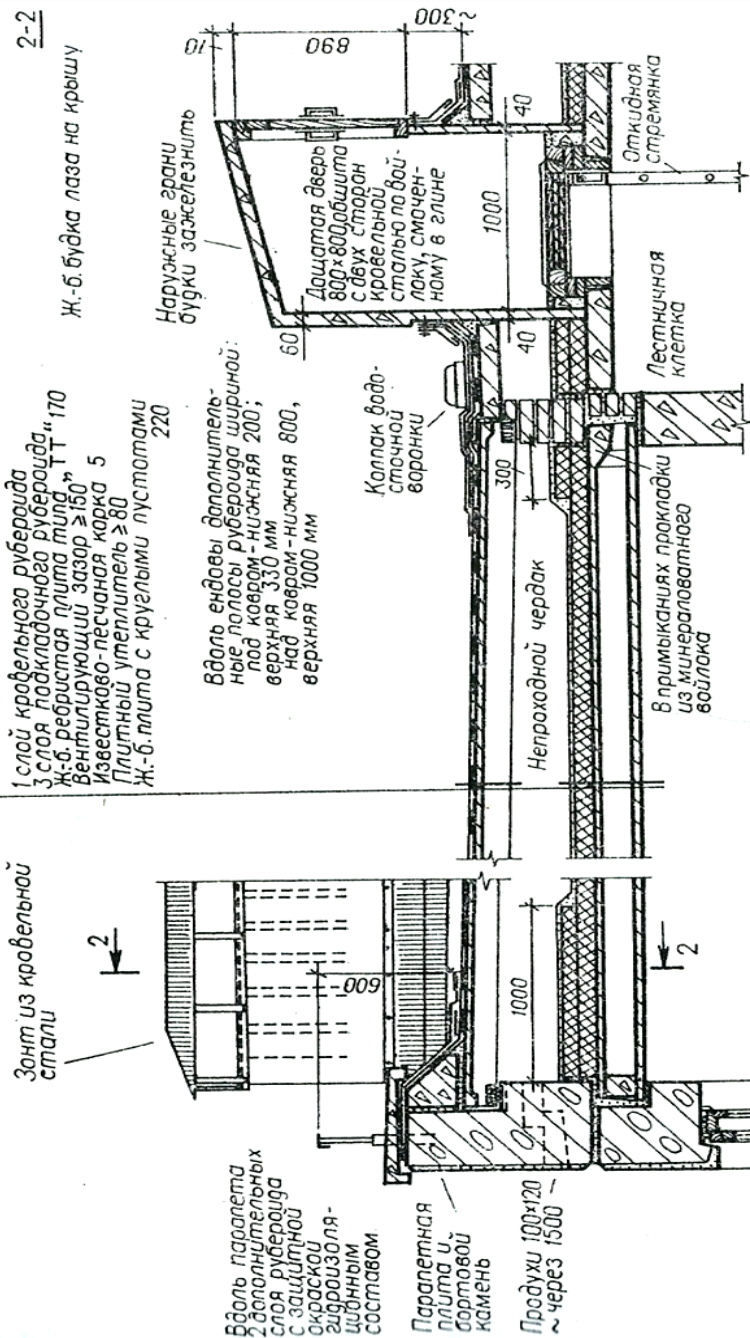 Зонт из кровельной
стали
1 слой кровельного рубероида
3 слоя подкладочного рубероида
Ж.-б. ребристая плита типа „ТТ“ 170
Вентилирующий зазор ≥150
Известково-песчаная корка 5
Плитный утеплитель ≥ 80
Ж.-б. плита с круглыми пустотами
220
2-2
Ж.-б. будка лаза на крышу
Наружные грани
будки зажелезнить
Дощатая дверь
800×800, обшита
с двух сторон
кровельной
сталью по вой-
локу, смочен-
ному в глине
Вдоль ендовы дополнитель-
ные полосы рубероида шириной:
под ковром - нижняя 200;
верхняя 330 мм
над ковром - нижняя 800,
верхняя 1000 мм
Колпак водо-
сточной
воронки
2
2
Вдоль парапета
2 дополнительных
слоя рубероида
с защитной
окраской
гидроизоля-
ционным
составом
Парапетная
плита и
бортовой
камень
Продухи 100×120
~ через 1500
600
1000
Непроходной чердак
300
В примыканиях прокладки
из минераловатного
войлока
Лестничная
клетка
Откидная
стремянка
60
40
1000
40
10
890
~300